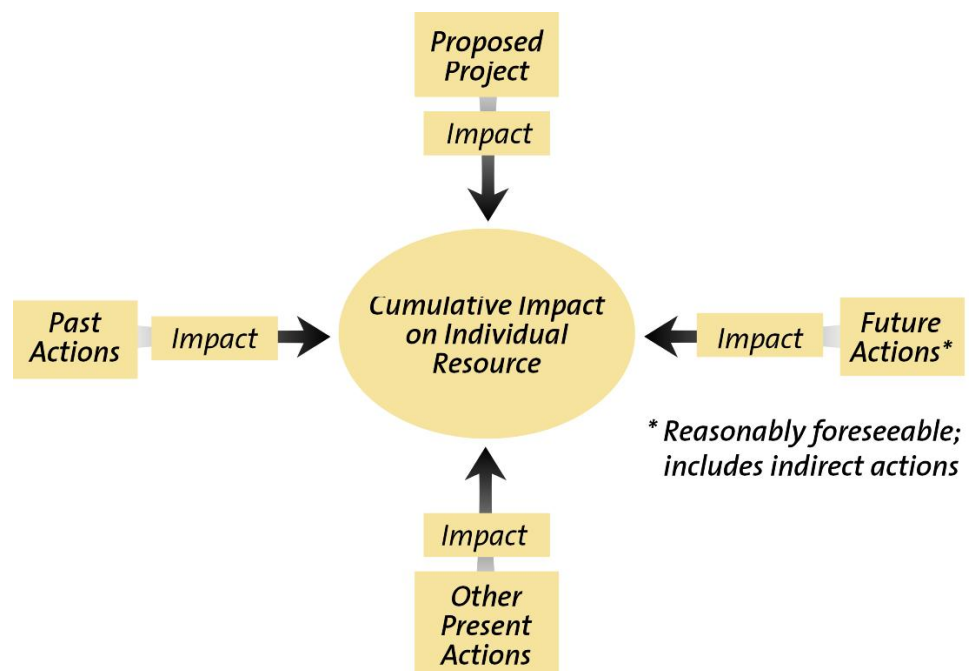 Proposed
Project
Impact
Past
Actions
Impact
Cumulative Impact
on Individual
Resource
Impact
Future
Actions*
* Reasonably foreseeable;
includes indirect actions
Impact
Other
Present
Actions